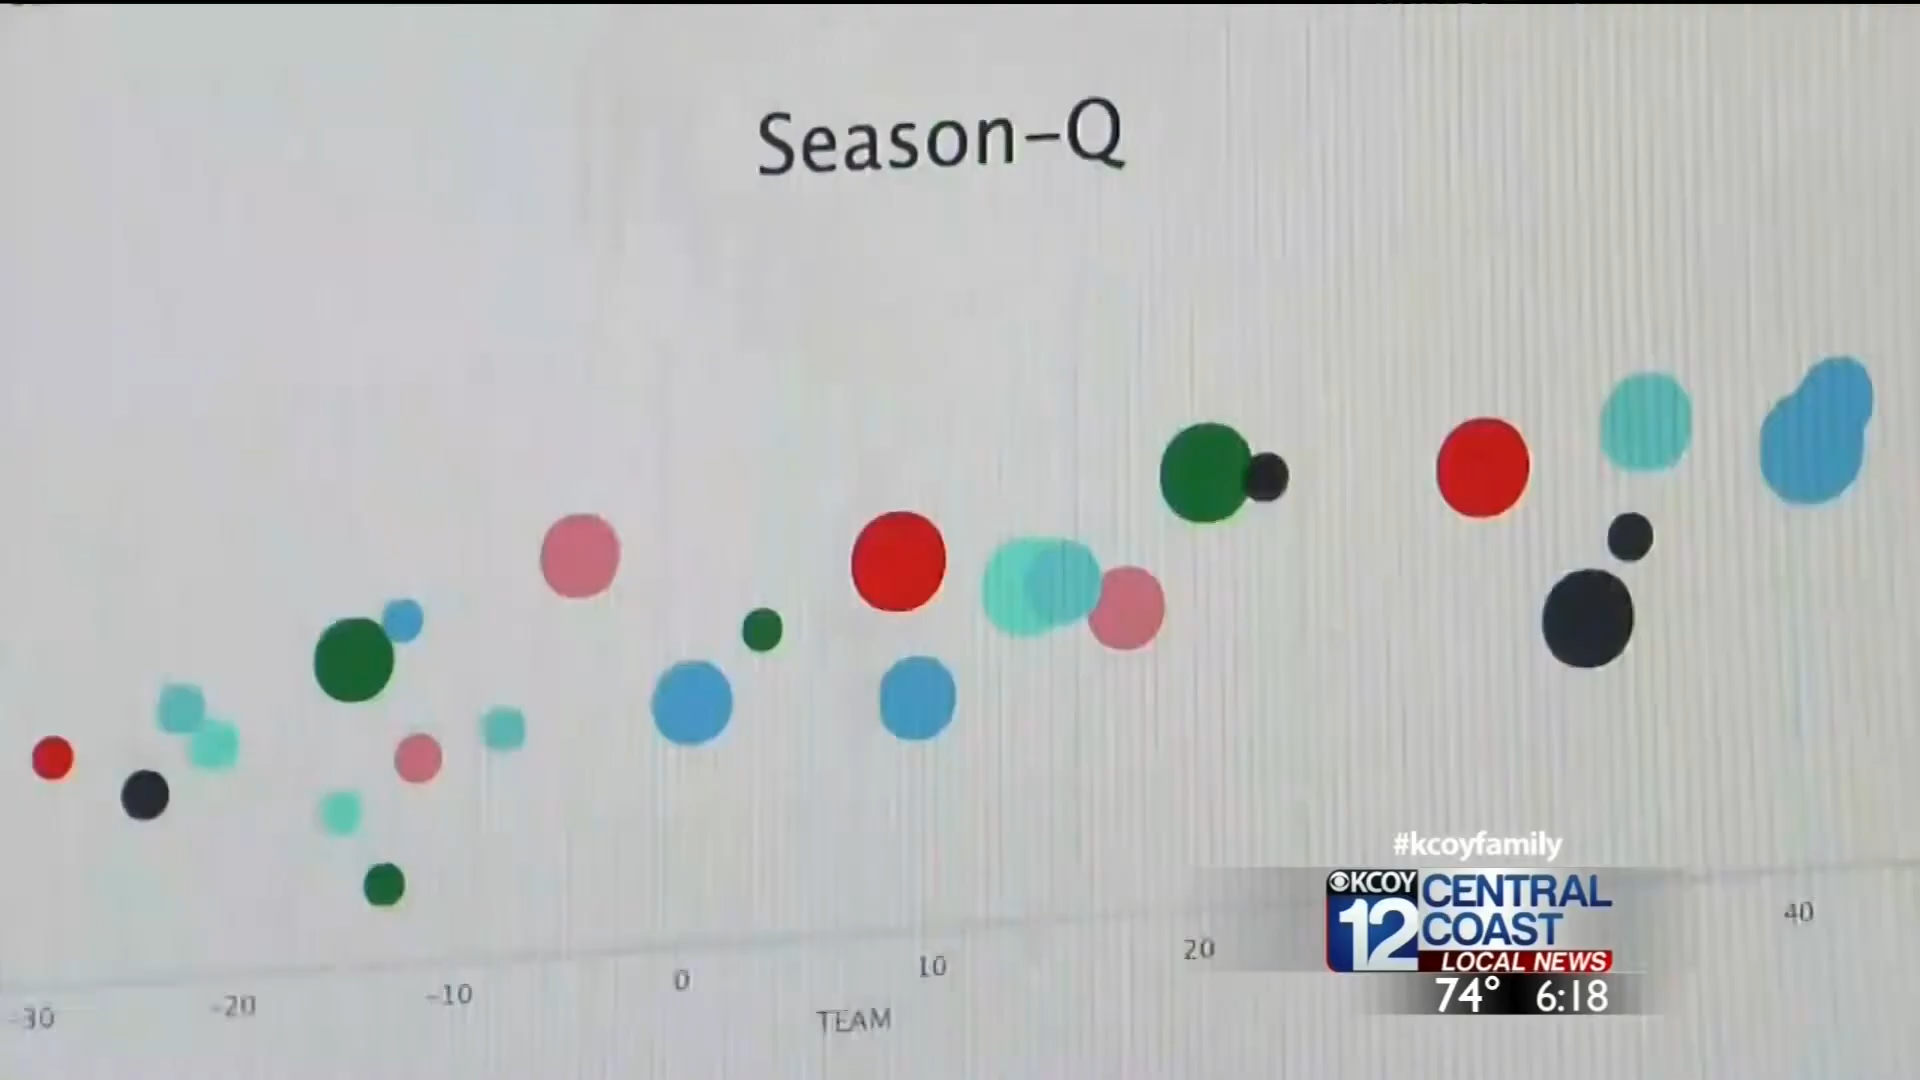 Season-Q
-30
-20
-10
0
10
20
40
TEAM
#kcoyfamily
KCOY
12
CENTRAL
COAST
LOCAL NEWS
74° 6:18